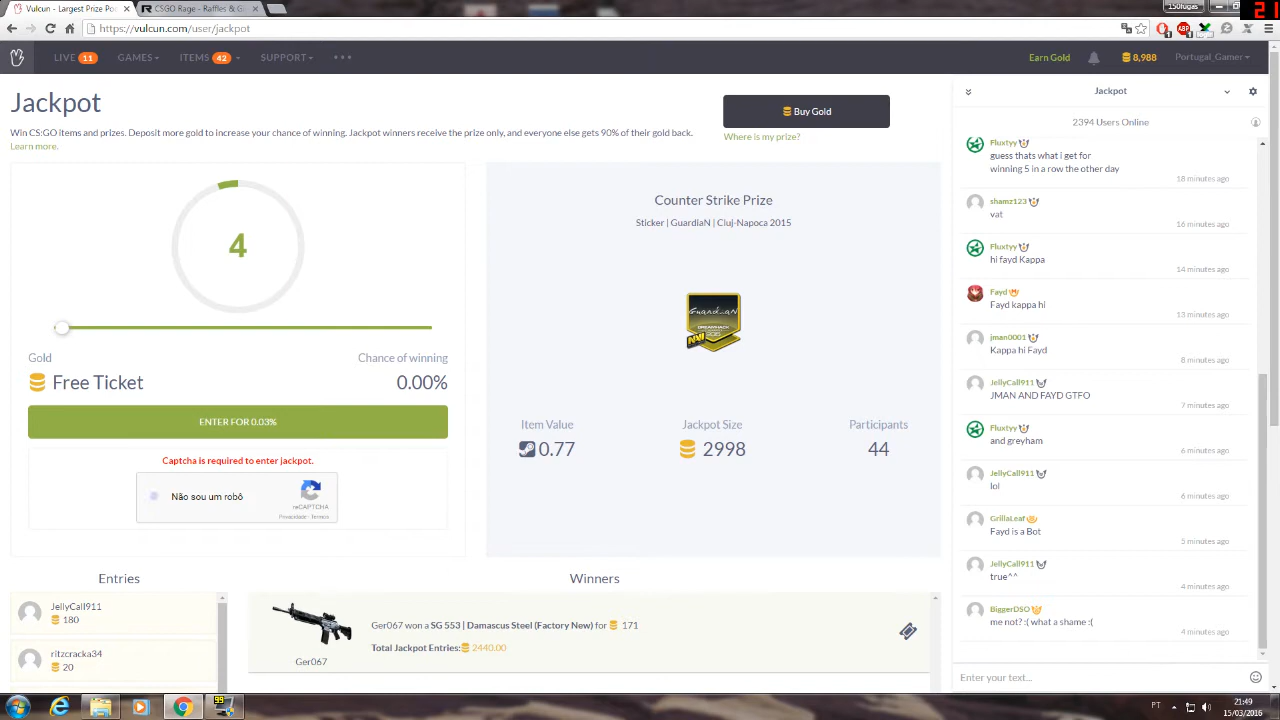 Vulcun - Largest Prize Po
CSGO Rage - Raffles & Gi
150fugas
21
https://vulcun.com/user/jackpot
LIVE 11
GAMES
ITEMS 42
SUPPORT
Earn Gold
8,988
Portugal_Gamer
Jackpot
Win CS:GO items and prizes. Deposit more gold to increase your chance of winning. Jackpot winners receive the prize only, and everyone else gets 90% of their gold back.
Learn more.
Buy Gold
Where is my prize?
4
Gold
Chance of winning
Free Ticket
0.00%
ENTER FOR 0.03%
Captcha is required to enter jackpot.
Não sou um robô
reCAPTCHA
Privacidade - Termos
Counter Strike Prize
Sticker | GuardiaN | Cluj-Napoca 2015
GuardiaN
DREAMHACK
2015
Item Value
Jackpot Size
Participants
0.77
2998
44
Entries
JellyCall911
180
ritzcracka34
20
Winners
Ger067 won a SG 553 | Damascus Steel (Factory New) for 171
Total Jackpot Entries: 2440.00
Ger067
Jackpot
2394 Users Online
Fluxtyy
guess thats what i get for
winning 5 in a row the other day
18 minutes ago
shamz123
vat
16 minutes ago
Fluxtyy
hi fayd Kappa
14 minutes ago
Fayd
Fayd kappa hi
13 minutes ago
jman0001
Kappa hi Fayd
8 minutes ago
JellyCall911
JMAN AND FAYD GTFO
7 minutes ago
Fluxtyy
and greyham
6 minutes ago
JellyCall911
lol
6 minutes ago
GrillaLeaf
Fayd is a Bot
5 minutes ago
JellyCall911
true^^
4 minutes ago
BiggerDSO
me not? :( what a shame :(
4 minutes ago
Enter your text...
99
PT
21:49
15/03/2016